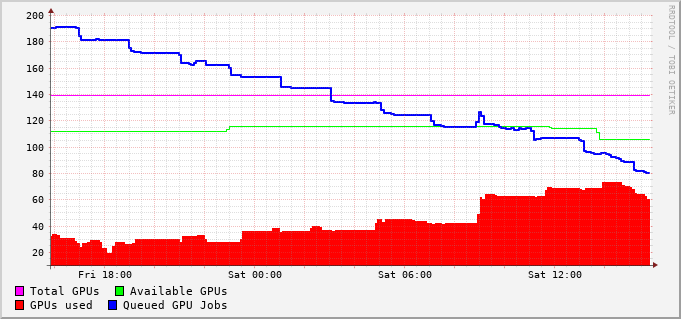 200
180
160
140
120
100
80
60
40
20
Fri 18:00 Sat 00:00 Sat 06:00 Sat 12:00
Total GPUs Available GPUs
GPUs used Queued GPU Jobs
RRDTOOL / TOBI OETIKER